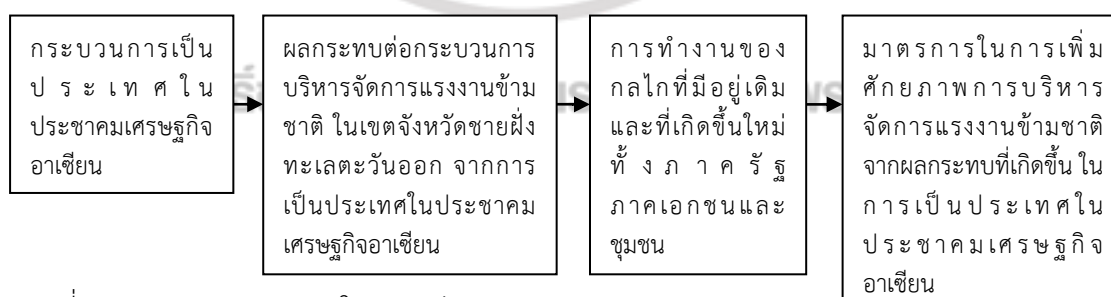 กระบวนการเป็น
ประเทศใน
ประชาคมเศรษฐกิจ
อาเซียน
ผลกระทบต่อกระบวนการ
บริหารจัดการแรงงานข้าม
ชาติ ในเขตจังหวัดชายฝั่ง
ทะเลตะวันออก จากการ
เป็นประเทศในประชาคม
เศรษฐกิจอาเซียน
การทำงานของ
กลไกที่มีอยู่เดิม
และที่เกิดขึ้นใหม่
ทั้งภาครัฐ
ภาคเอกชนและ
ชุมชน
มาตรการในการเพิ่ม
ศักยภาพการบริหาร
จัดการแรงงานข้ามชาติ
จากผลกระทบที่เกิดขึ้น ใน
การเป็นประเทศใน
ประชาคมเศรษฐกิจ
อาเซียน